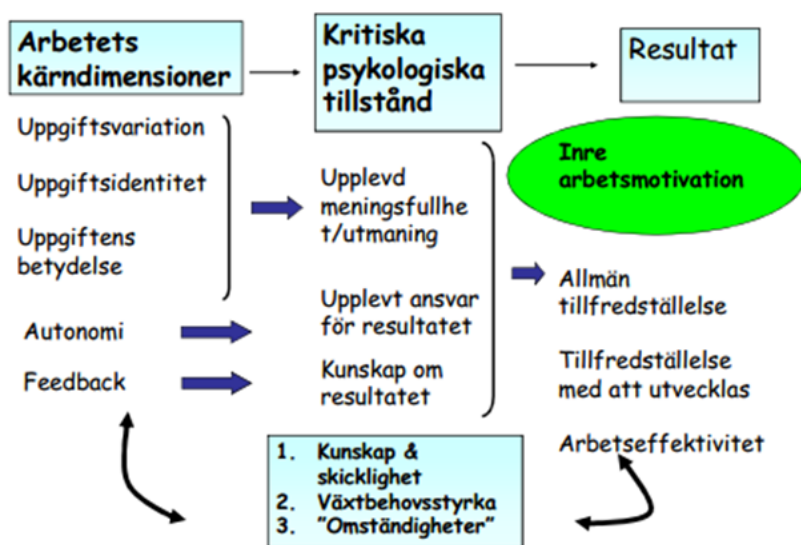 Arbetets
kärndimensioner
Kritiska
psykologiska
tillstånd
Resultat
Uppgiftsvariation
Uppgiftsidentitet
Uppgiftens
betydelse
Autonomi
Feedback
Upplevd
meningsfullhe
t/utmaning
Upplevt ansvar
för resultatet
Kunskap om
resultatet
Inre
arbetsmotivation
Allmän
tillfredställelse
Tillfredställelse
med att utvecklas
Arbetseffektivitet
1. Kunskap &
skicklighet
2. Växtbehovsstyrka
3. ”Omständigheter”